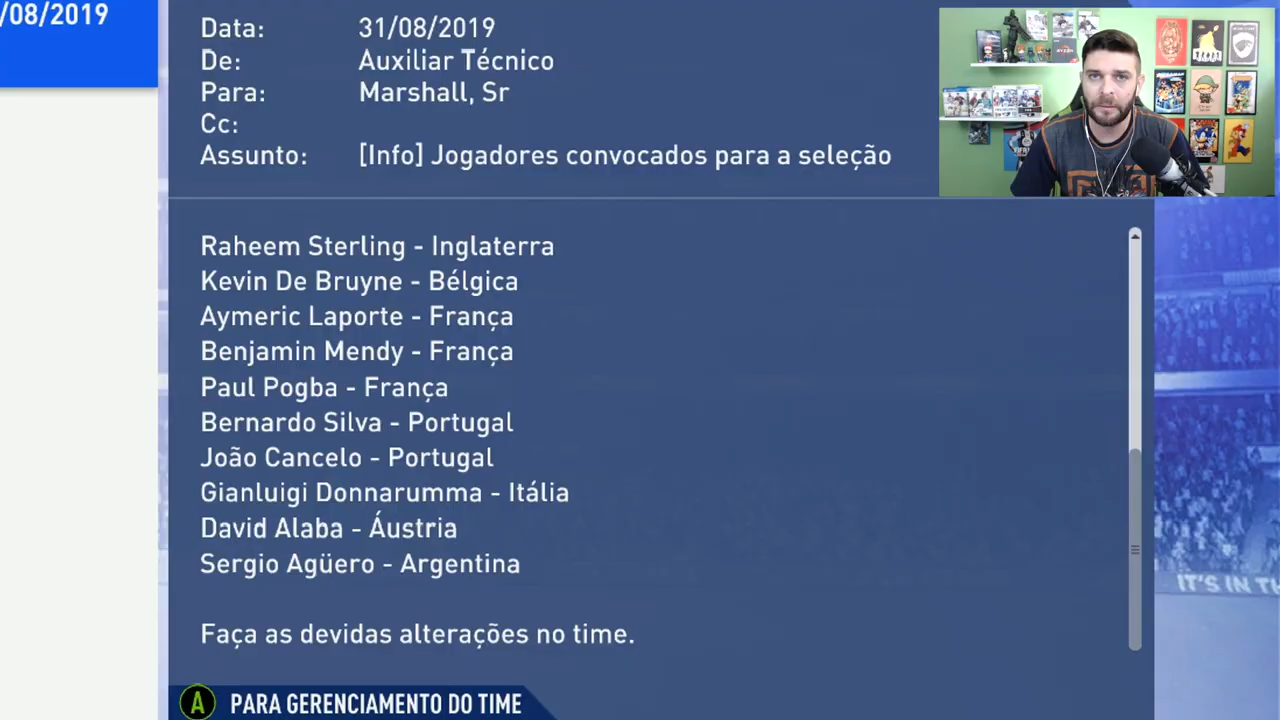 /08/2019
Data: 31/08/2019
De: Auxiliar Técnico
Para: Marshall, Sr
Cc:
Assunto: [Info] Jogadores convocados para a seleção
Raheem Sterling - Inglaterra
Kevin De Bruyne - Bélgica
Aymeric Laporte - França
Benjamin Mendy - França
Paul Pogba - França
Bernardo Silva - Portugal
João Cancelo - Portugal
Gianluigi Donnarumma - Itália
David Alaba - Áustria
Sergio Agüero - Argentina
Faça as devidas alterações no time.
IT'S IN TH
A PARA GERENCIAMENTO DO TIME